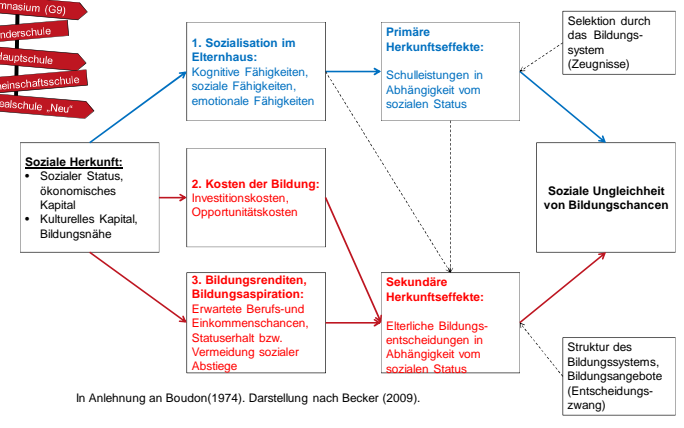 mnasium (G9)
nderschule
Hauptschule
meinschaftsschule
ealschule „Neu“
1. Sozialisation im
Elternhaus:
Kognitive Fähigkeiten,
soziale Fähigkeiten,
emotionale Fähigkeiten
Primäre
Herkunftseffekte:
Schulleistungen in
Abhängigkeit vom
sozialen Status
Selektion durch
das Bildungs-
system
(Zeugnisse)
Soziale Herkunft:
• Sozialer Status,
ökonomisches
Kapital
• Kulturelles Kapital,
Bildungsnähe
2. Kosten der Bildung:
Investitionskosten,
Opportunitätskosten
Soziale Ungleichheit
von Bildungschancen
3. Bildungsrenditen,
Bildungsaspiration:
Erwartete Berufs-und
Einkommenschancen,
Statuserhalt bzw.
Vermeidung sozialer
Abstiege
Sekundäre
Herkunftseffekte:
Elterliche Bildungs-
entscheidungen in
Abhängigkeit vom
sozialen Status
Struktur des
Bildungssystems,
Bildungsangebote
(Entscheidungs-
zwang)
In Anlehnung an Boudon(1974). Darstellung nach Becker (2009).